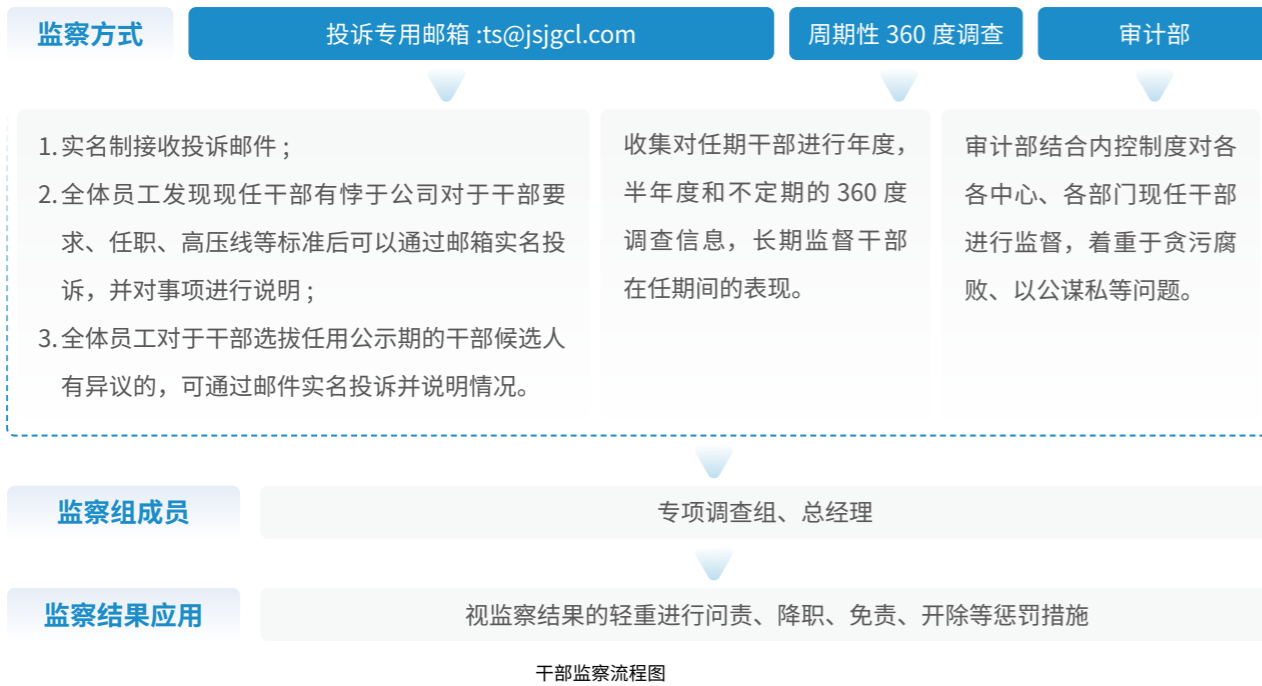 监察方式
投诉专用邮箱 :ts@jsjgcl.com
周期性 360 度调查
审计部
1. 实名制接收投诉邮件 ;
2. 全体员工发现现任干部有悖于公司对于干部要
求、任职、高压线等标准后可以通过邮箱实名投
诉，并对事项进行说明 ;
3. 全体员工对于干部选拔任用公示期的干部候选人
有异议的，可通过邮件实名投诉并说明情况。
收集对任期干部进行年度，
半年度和不定期的 360 度
调查信息，长期监督干部
在任期间的表现。
审计部结合内控制度对各
各中心、各部门现任干部
进行监督，着重于贪污腐
败、以公谋私等问题。
监察组成员
专项调查组、总经理
监察结果应用
视监察结果的轻重进行问责、降职、免责、开除等惩罚措施
干部监察流程图